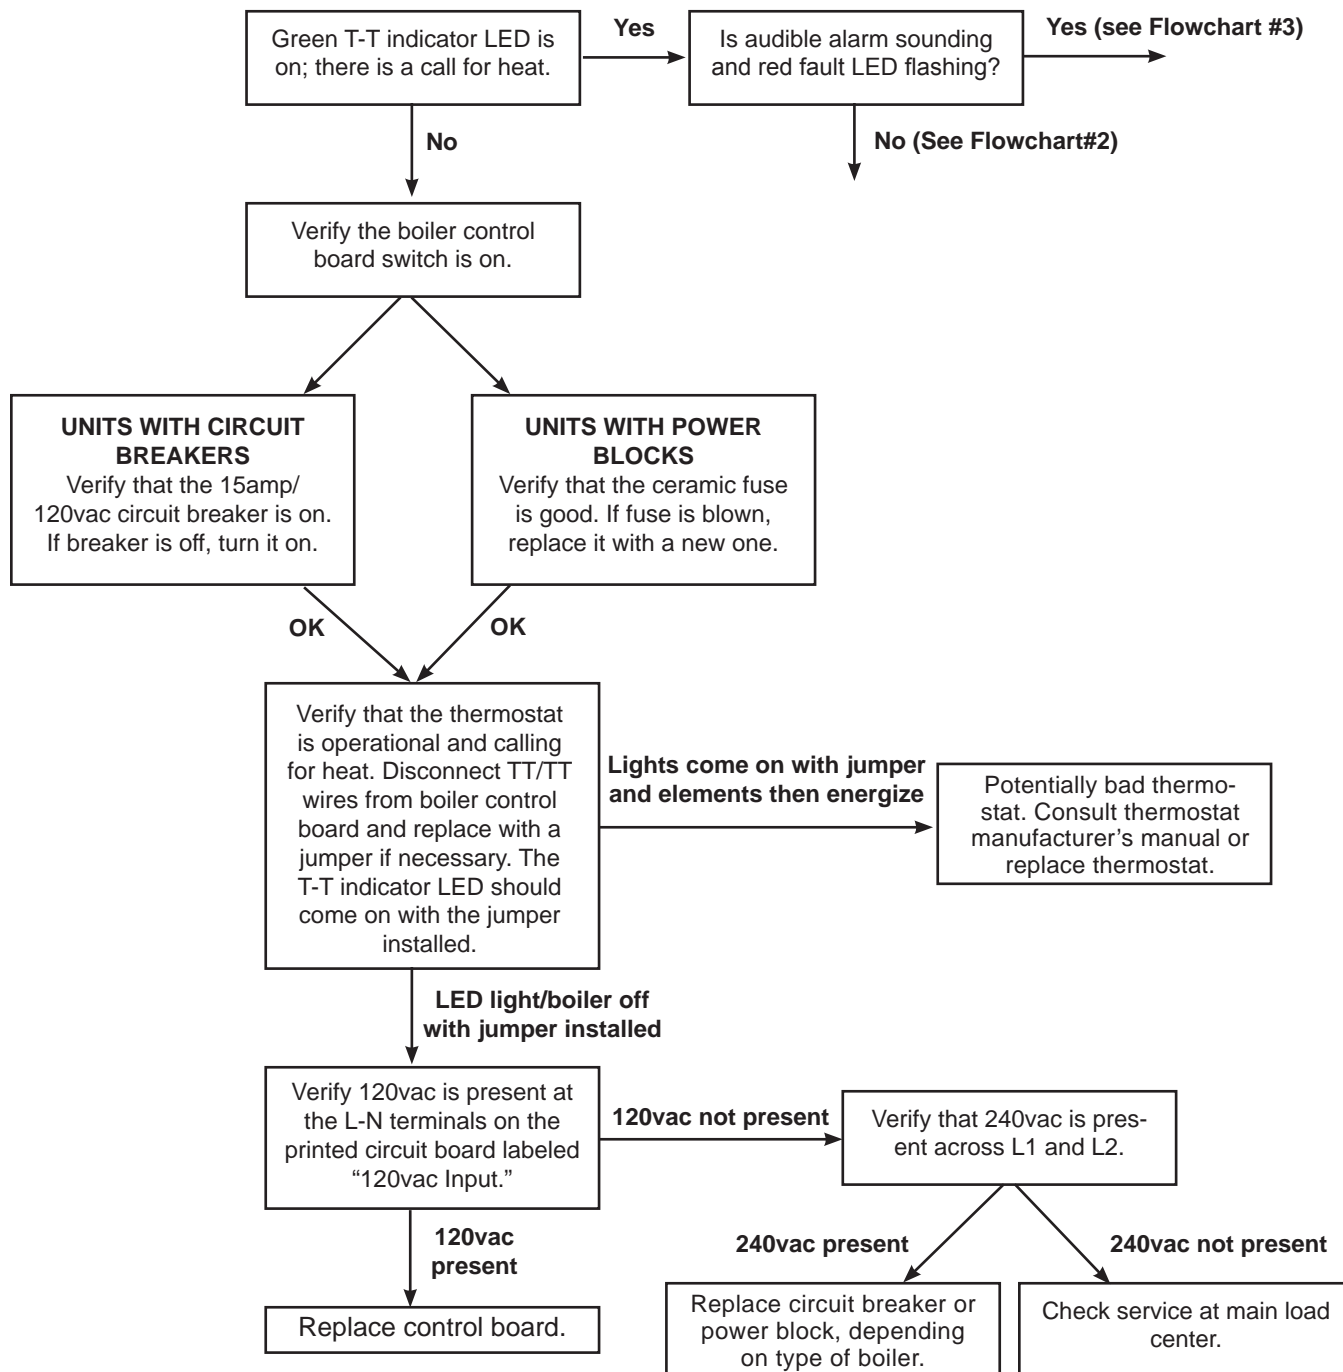 Green T-T indicator LED is
on; there is a call for heat.
Yes
Is audible alarm sounding
and red fault LED flashing?
Yes (see Flowchart #3)
No
No (See Flowchart#2)
Verify the boiler control
board switch is on.
UNITS WITH CIRCUIT
BREAKERS
Verify that the 15amp/
120vac circuit breaker is on.
If breaker is off, turn it on.
UNITS WITH POWER
BLOCKS
Verify that the ceramic fuse
is good. If fuse is blown,
replace it with a new one.
OK
OK
Verify that the thermostat
is operational and calling
for heat. Disconnect TT/TT
wires from boiler control
board and replace with a
jumper if necessary. The
T-T indicator LED should
come on with the jumper
installed.
Lights come on with jumper
and elements then energize
Potentially bad thermo-
stat. Consult thermostat
manufacturer's manual or
replace thermostat.
LED light/boiler off
with jumper installed
Verify 120vac is present at
the L-N terminals on the
printed circuit board labeled
“120vac Input.”
120vac not present
Verify that 240vac is pres-
ent across L1 and L2.
120vac
present
240vac present
240vac not present
Replace control board.
Replace circuit breaker or
power block, depending
on type of boiler.
Check service at main load
center.